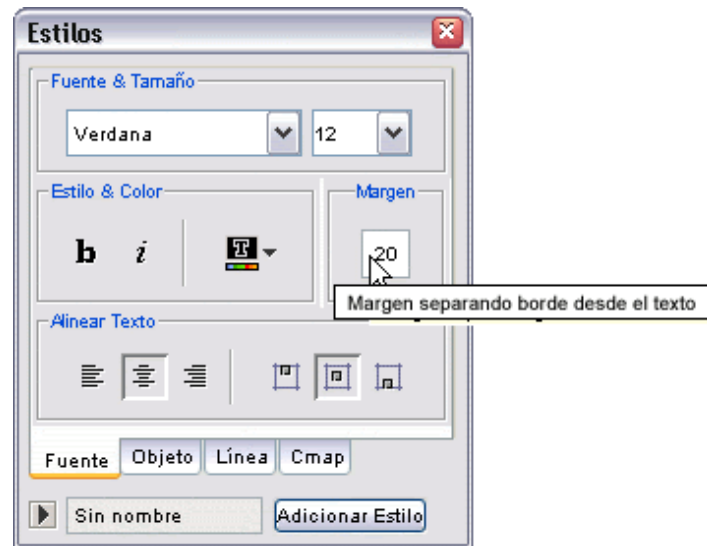 Estilos
Fuente & Tamaño
Verdana 12
Estilo & Color Margen
b i T 20
Margen separando borde desde el texto
Alinear Texto
Fuente Objeto Línea Cmap
Sin nombre Adicionar Estilo